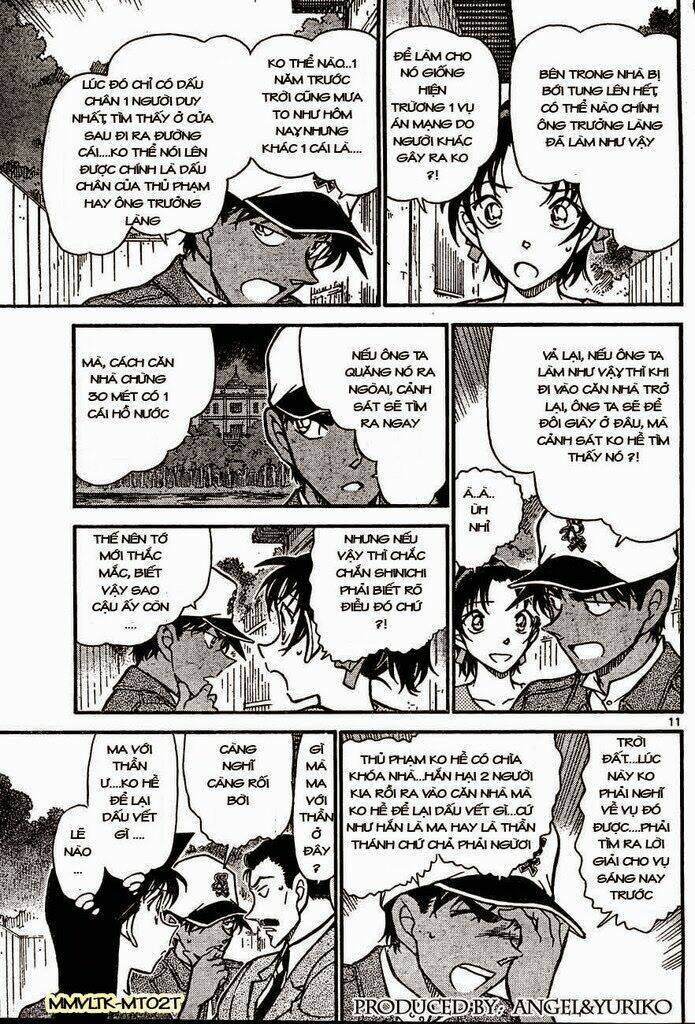 BÊN TRONG NHÀ BỊ
BỚI TUNG LÊN HẾT,
CÓ THỂ NÀO CHÍNH
ÔNG TRƯỞNG LÀNG
ĐÃ LÀM NHƯ VẬY
ĐỂ LÀM CHO
NÓ GIỐNG
HIỆN
TRƯỜNG 1 VỤ
ÁN MẠNG DO
NGƯỜI KHÁC
GÂY RA KO
?!
KO THỂ NÀO...1
NĂM TRƯỚC
TRỜI CŨNG MƯA
TO NHƯ HÔM
NAY,NHƯNG
KHÁC 1 CÁI LÀ....
LÚC ĐÓ CHỈ CÓ DẤU
CHÂN 1 NGƯỜI DUY
NHẤT, TÌM THẤY Ở CỬA
SAU ĐI RA ĐƯỜNG
CÁI....KO THỂ NÓI LÊN
ĐƯỢC CHÍNH LÀ DẤU
CHÂN CỦA THỦ PHẠM
HAY ÔNG TRƯỞNG
LÀNG
VẢ LẠI, NẾU ÔNG TA
LÀM NHƯ VẬY,THÌ KHI
ĐI VÀO CĂN NHÀ TRỞ
LẠI, ÔNG TA SẼ ĐỂ
ĐÔI GIÀY Ở ĐÂU, MÀ
CẢNH SÁT KO HỀ TÌM
THẤY NÓ ?!
À..À..
ÙH
NHỈ
NẾU ÔNG TA
QUĂNG NÓ RA
NGOÀI, CẢNH
SÁT SẼ TÌM
RA NGAY
MÀ, CÁCH CĂN
NHÀ CHỪNG
30 MÉT CÓ 1
CÁI HỒ NƯỚC
NHƯNG NẾU
VẬY THÌ CHẮC
CHẮN SHINICHI
PHẢI BIẾT RÕ
ĐIỀU ĐÓ CHỨ
?!
THẾ NÊN TỚ
MỚI THẮC
MẮC, BIẾT
VẬY SAO
CẬU ẤY CÒN
...
11
TRỜI
ĐẤT...LÚC
NÀY KO
PHẢI NGHĨ
VỀ VỤ ĐÓ
ĐƯỢC....PHẢI
TÌM RA LỜI
GIẢI CHO VỤ
SÁNG NAY
TRƯỚC
THỦ PHẠM KO HỀ CÓ CHÌA
KHÓA NHÀ...HẮN HẠI 2 NGƯỜI
KIA RỒI RA VÀO CĂN NHÀ MÀ
KO HỀ ĐỂ LẠI DẤU VẾT GÌ...CỨ
NHƯ HẮN LÀ MA HAY LÀ THẦN
THÁNH CHỨ CHẢ PHẢI NGƯỜI
GÌ
MÀ MA
VỚI
THẦN Ở
ĐÂY?
CÀNG
NGHĨ
CÀNG RỐI
BỜI
MA VỚI
THẦN
Ư....KO HỀ
ĐỂ LẠI
DẤU VẾT
GÌ ....
LẼ
NÀO ...
...
MMVLTK-MTO2T
PRODUCED BY: ANGEL&YURIKO